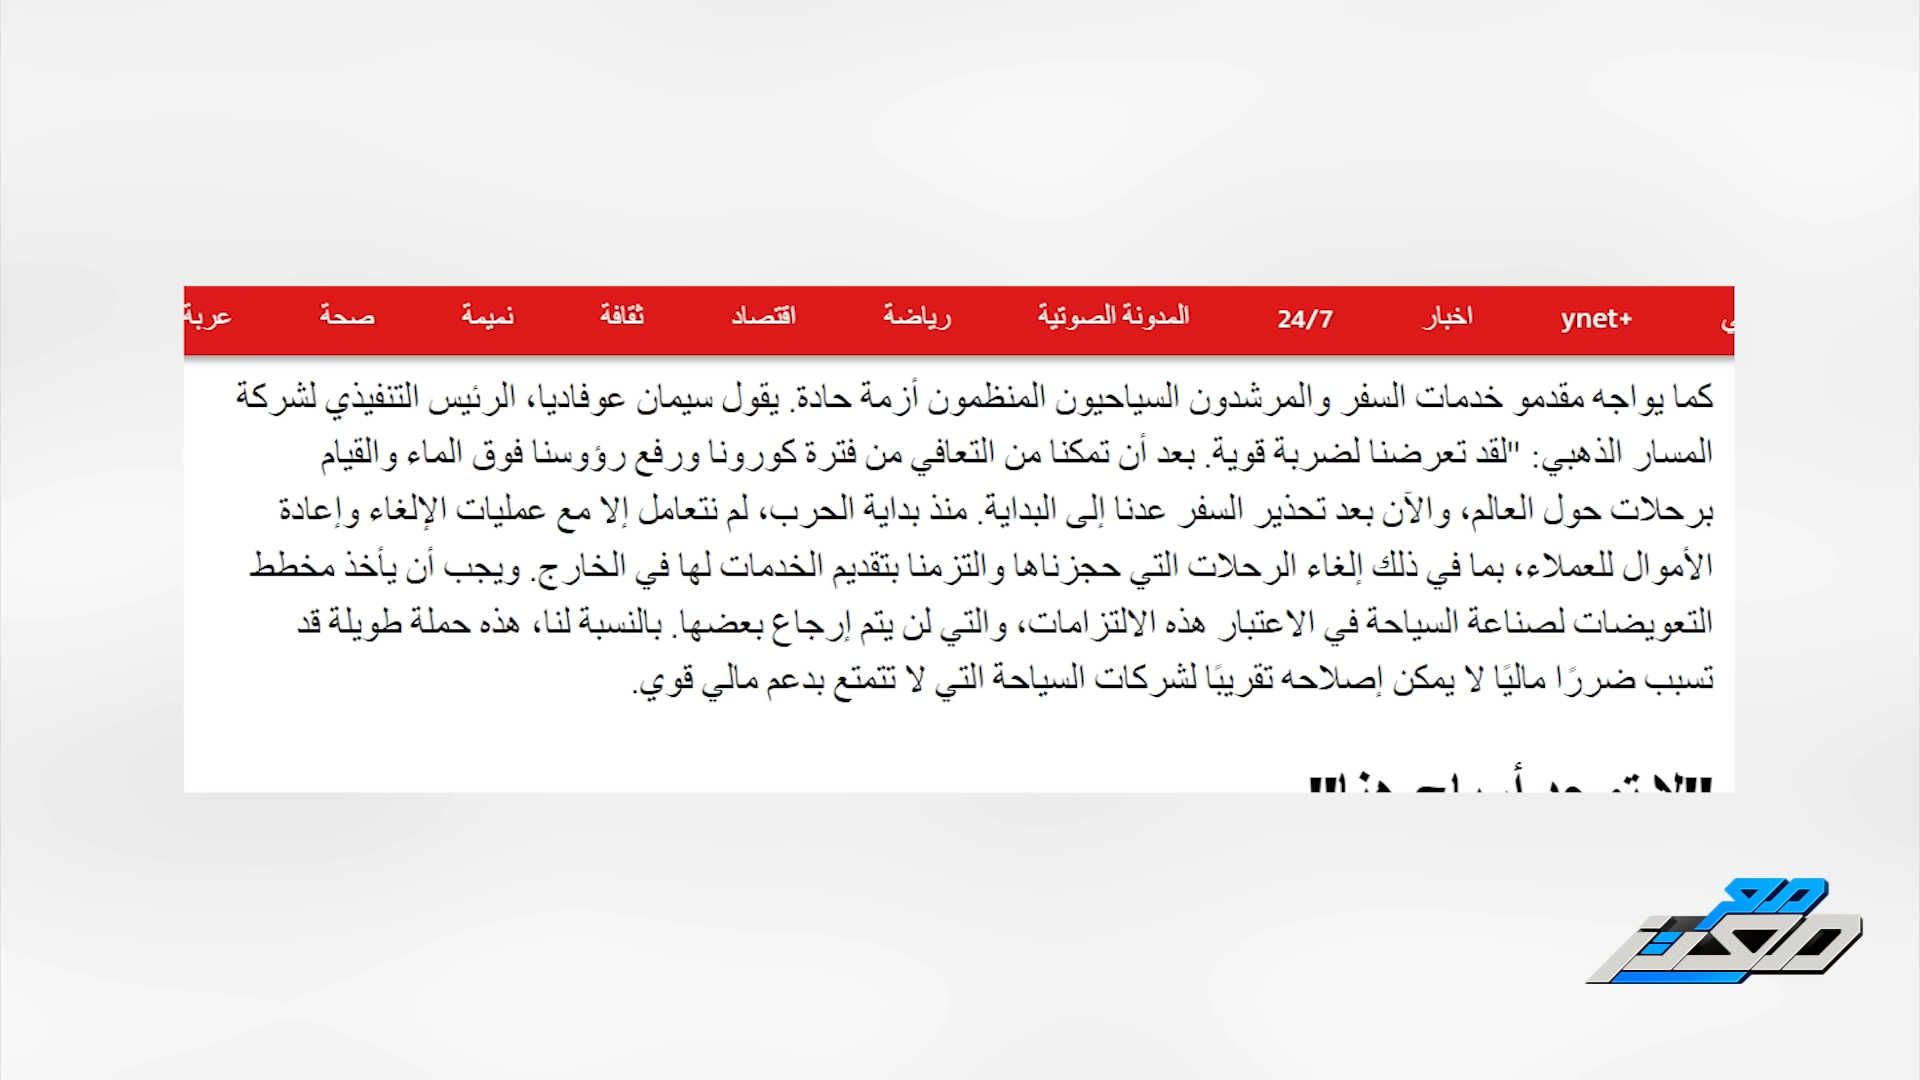 ynet+ اخبار 24/7 المدونة الصوتية رياضة اقتصاد ثقافة نميمة صحة عربة
كما يواجه مقدمو خدمات السفر والمرشدون السياحيون المنظمون أزمة حادة. يقول سيمان عوفاديا، الرئيس التنفيذي لشركة
المسار الذهبي: "لقد تعرضنا لضربة قوية. بعد أن تمكنا من التعافي من فترة كورونا ورفع رؤوسنا فوق الماء والقيام
برحلات حول العالم، والآن بعد تحذير السفر عدنا إلى البداية. منذ بداية الحرب، لم نتعامل إلا مع عمليات الإلغاء وإعادة
الأموال للعملاء، بما في ذلك إلغاء الرحلات التي حجزناها والتزمنا بتقديم الخدمات لها في الخارج. ويجب أن يأخذ مخطط
التعويضات لصناعة السياحة في الاعتبار هذه الالتزامات، والتي لن يتم إرجاع بعضها. بالنسبة لنا، هذه حملة طويلة قد
تسبب ضررًا ماليًا لا يمكن إصلاحه تقريبًا لشركات السياحة التي لا تتمتع بدعم مالي قوي.
مع